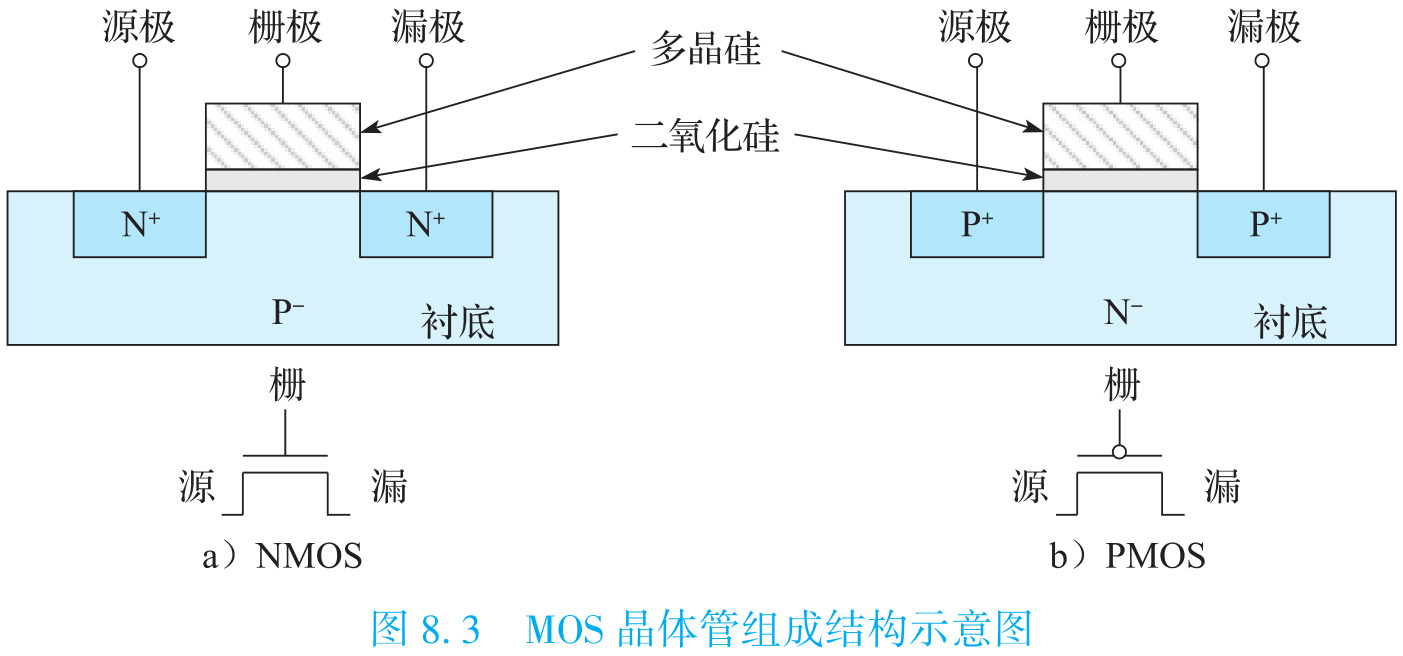 源极 栅极 漏极 多晶硅 源极 栅极 漏极
二氧化硅
N+ N+ P+ P+
P− 衬底 N− 衬底
栅 栅
源 漏 源 漏
a）NMOS b）PMOS
图 8.3 MOS 晶体管组成结构示意图